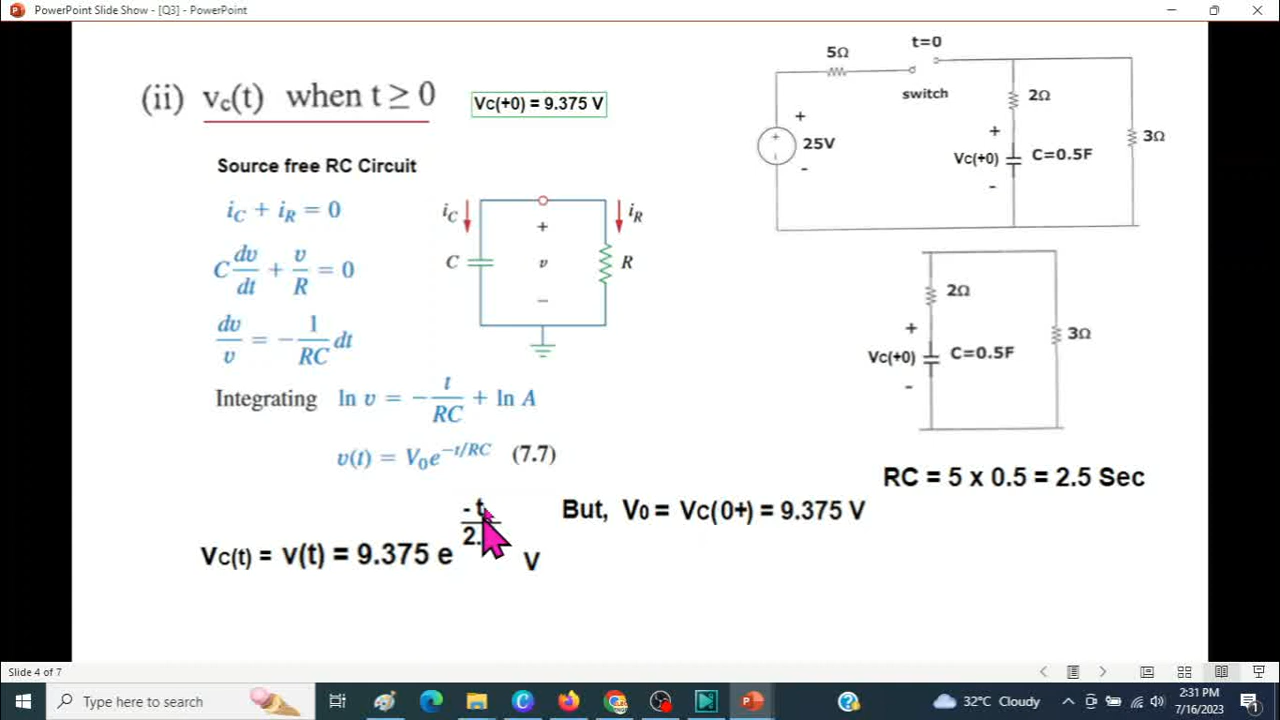 PowerPoint Slide Show - [Q3] - PowerPoint
(ii) vc(t) when t ≥ 0
Vc(+0) = 9.375 V
Source free RC Circuit
iC + iR = 0
C dv/dt + v/R = 0
dv/v = - 1/RC dt
Integrating ln v = - t/RC + ln A
v(t) = V0e−t/RC (7.7)
iC
iR
C
+
v
−
R
t=0
5Ω
switch
2Ω
+
25V
-
+
Vc(+0)
C=0.5F
-
3Ω
2Ω
+
Vc(+0)
C=0.5F
-
3Ω
RC = 5 x 0.5 = 2.5 Sec
But, V0 = Vc(0+) = 9.375 V
- t
Vc(t) = v(t) = 9.375 e
V
Slide 4 of 7
Type here to search
32°C Cloudy
2:31 PM
7/16/2023
1